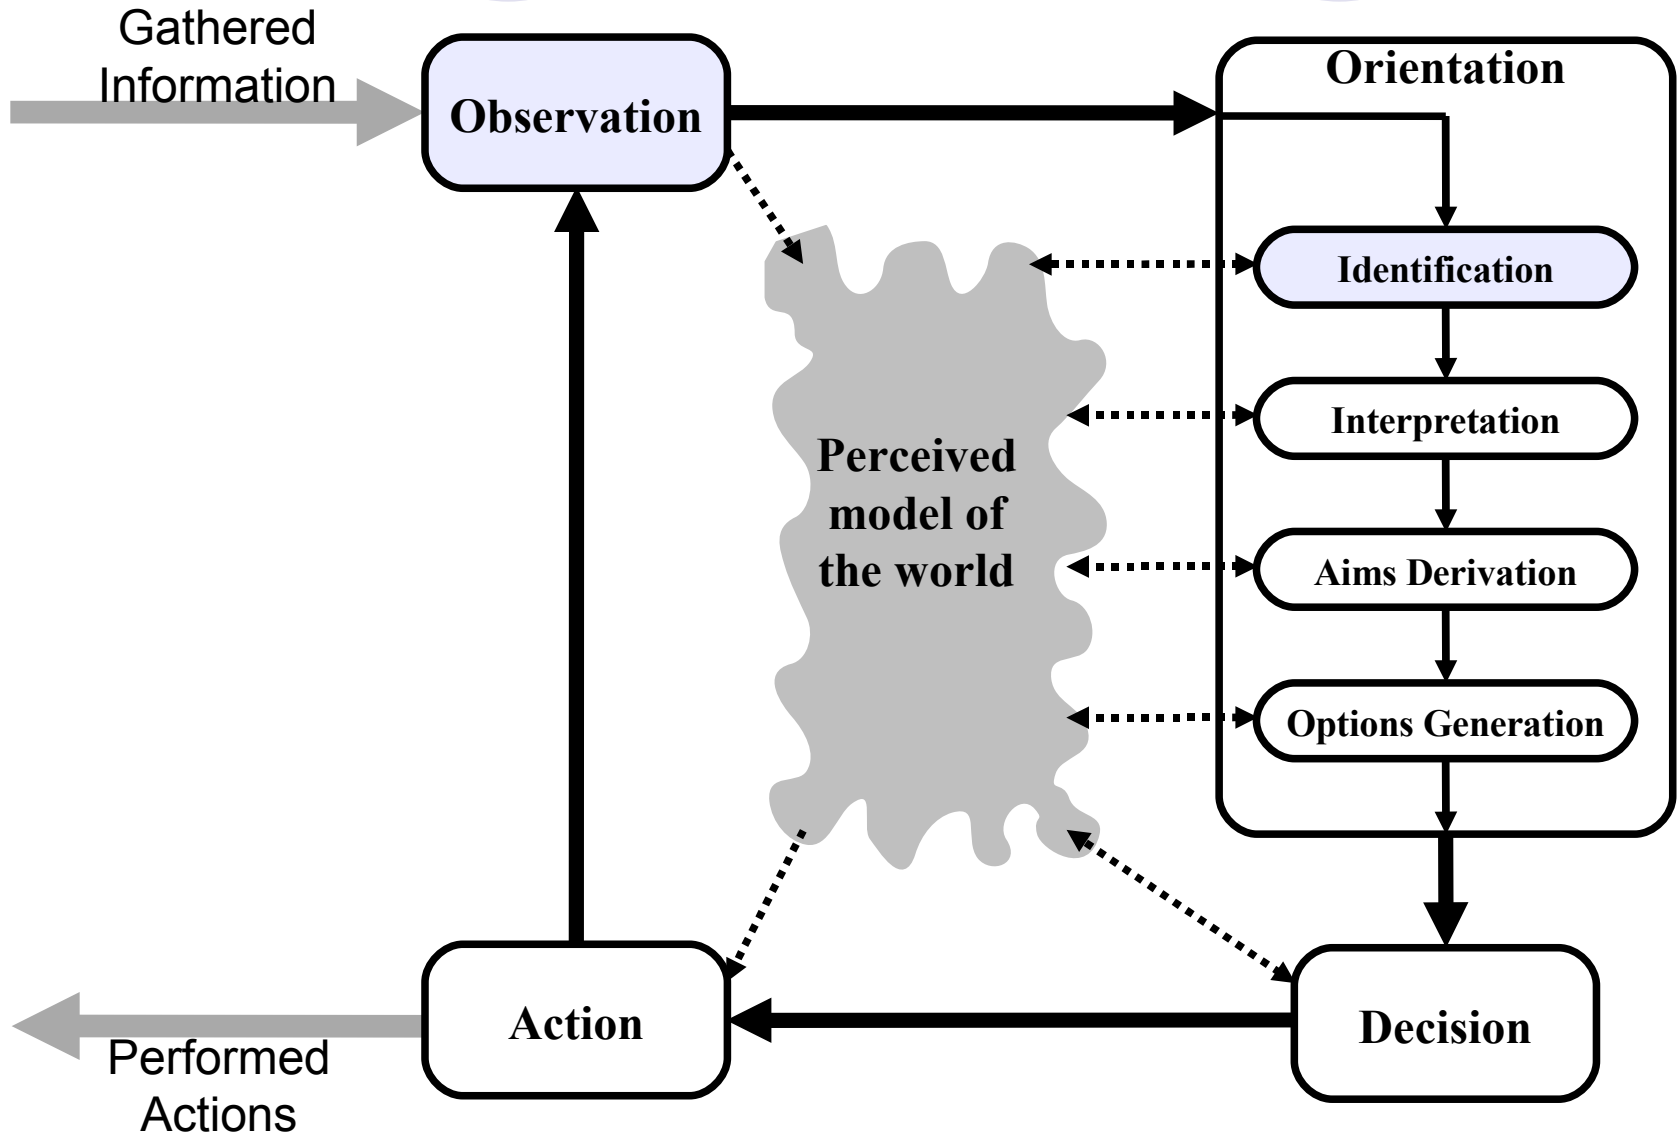 Gathered
Information
Observation
Orientation
Identification
Interpretation
Aims Derivation
Options Generation
Perceived
model of
the world
Action
Decision
Performed
Actions